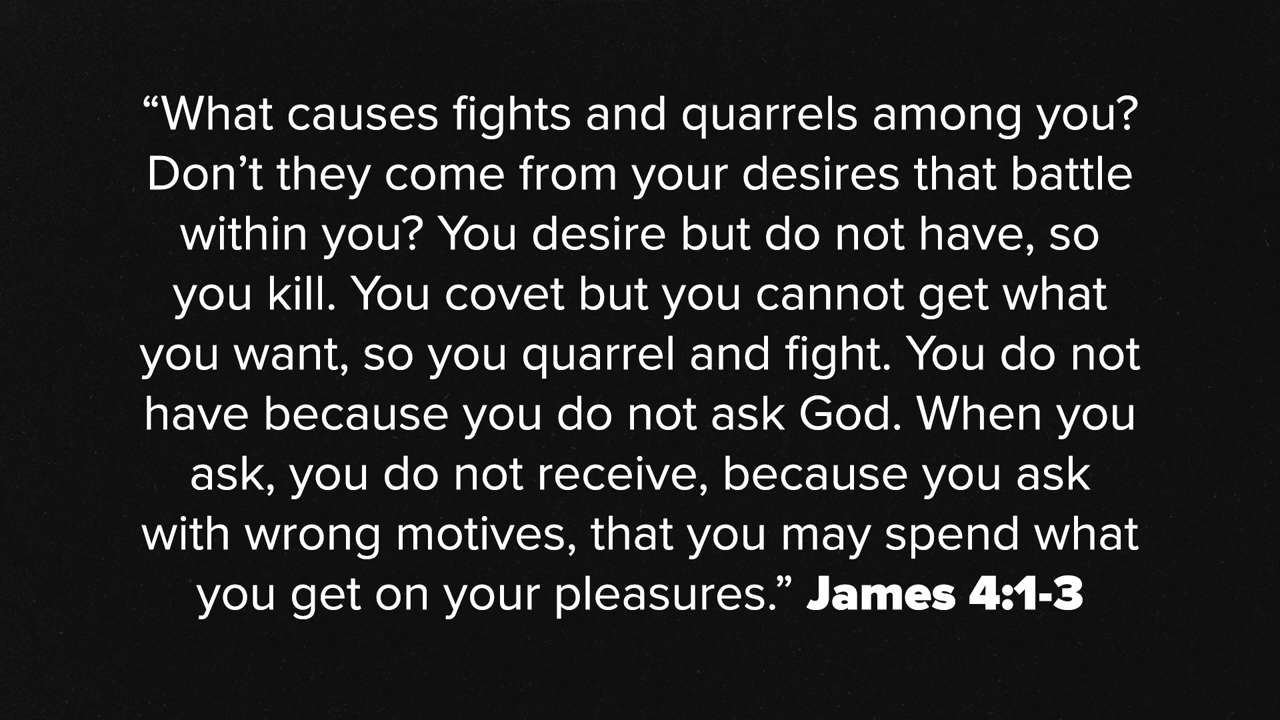 “What causes fights and quarrels among you?
Don’t they come from your desires that battle
within you? You desire but do not have, so
you kill. You covet but you cannot get what
you want, so you quarrel and fight. You do not
have because you do not ask God. When you
ask, you do not receive, because you ask
with wrong motives, that you may spend what
you get on your pleasures.” James 4:1-3